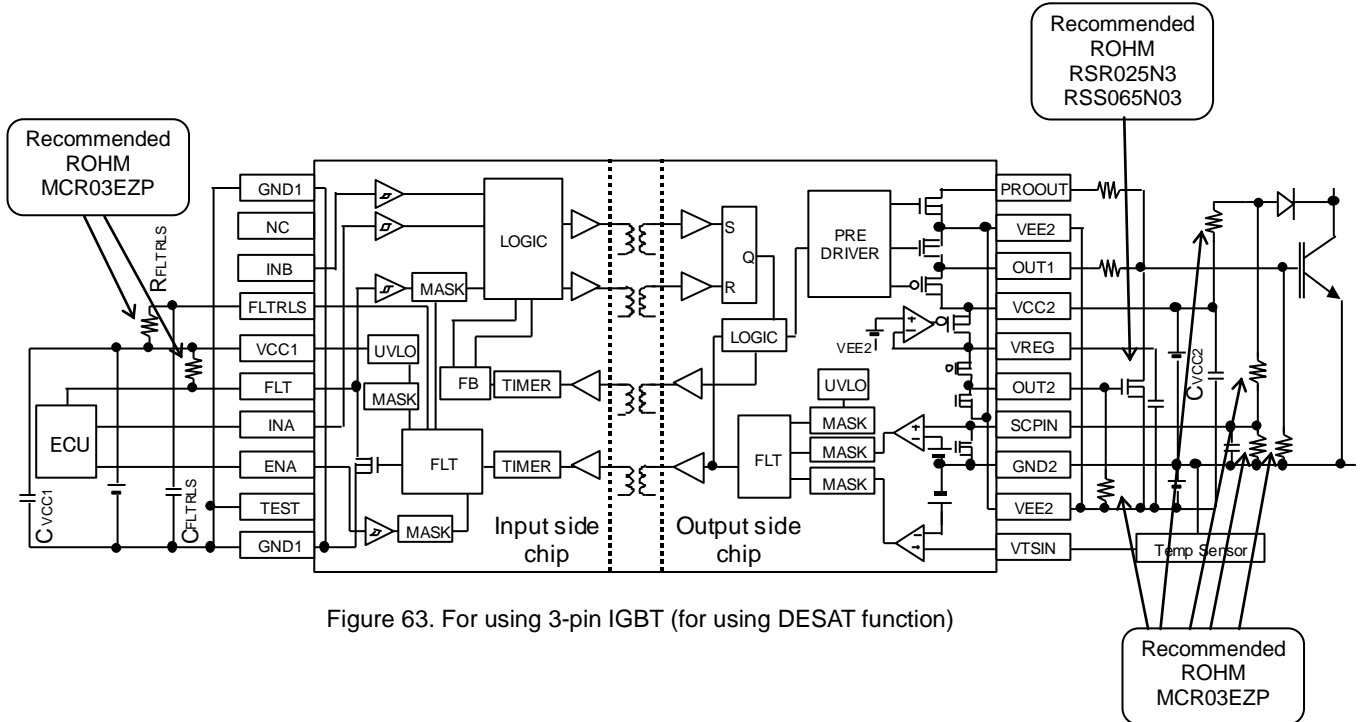 Recommended
ROHM
RSR025N3
RSS065N03
Recommended
ROHM
MCR03EZP
GND1
NC
INB
FLTRLS
VCC1
FLT
INA
ENA
TEST
GND1
RFLTRLS
ECU
CVCC1
CFLTRLS
LOGIC
MASK
UVLO
MASK
FB
TIMER
FLT
TIMER
MASK
Input side
chip
S
Q
R
PRE
DRIVER
LOGIC
VEE2
UVLO
MASK
MASK
MASK
FLT
+
−
+
−
−
+
Output side
chip
PROOUT
VEE2
OUT1
VCC2
VREG
OUT2
SCPIN
GND2
VEE2
VTSIN
CVCC2
Temp Sensor
Figure 63. For using 3-pin IGBT (for using DESAT function)
Recommended
ROHM
MCR03EZP